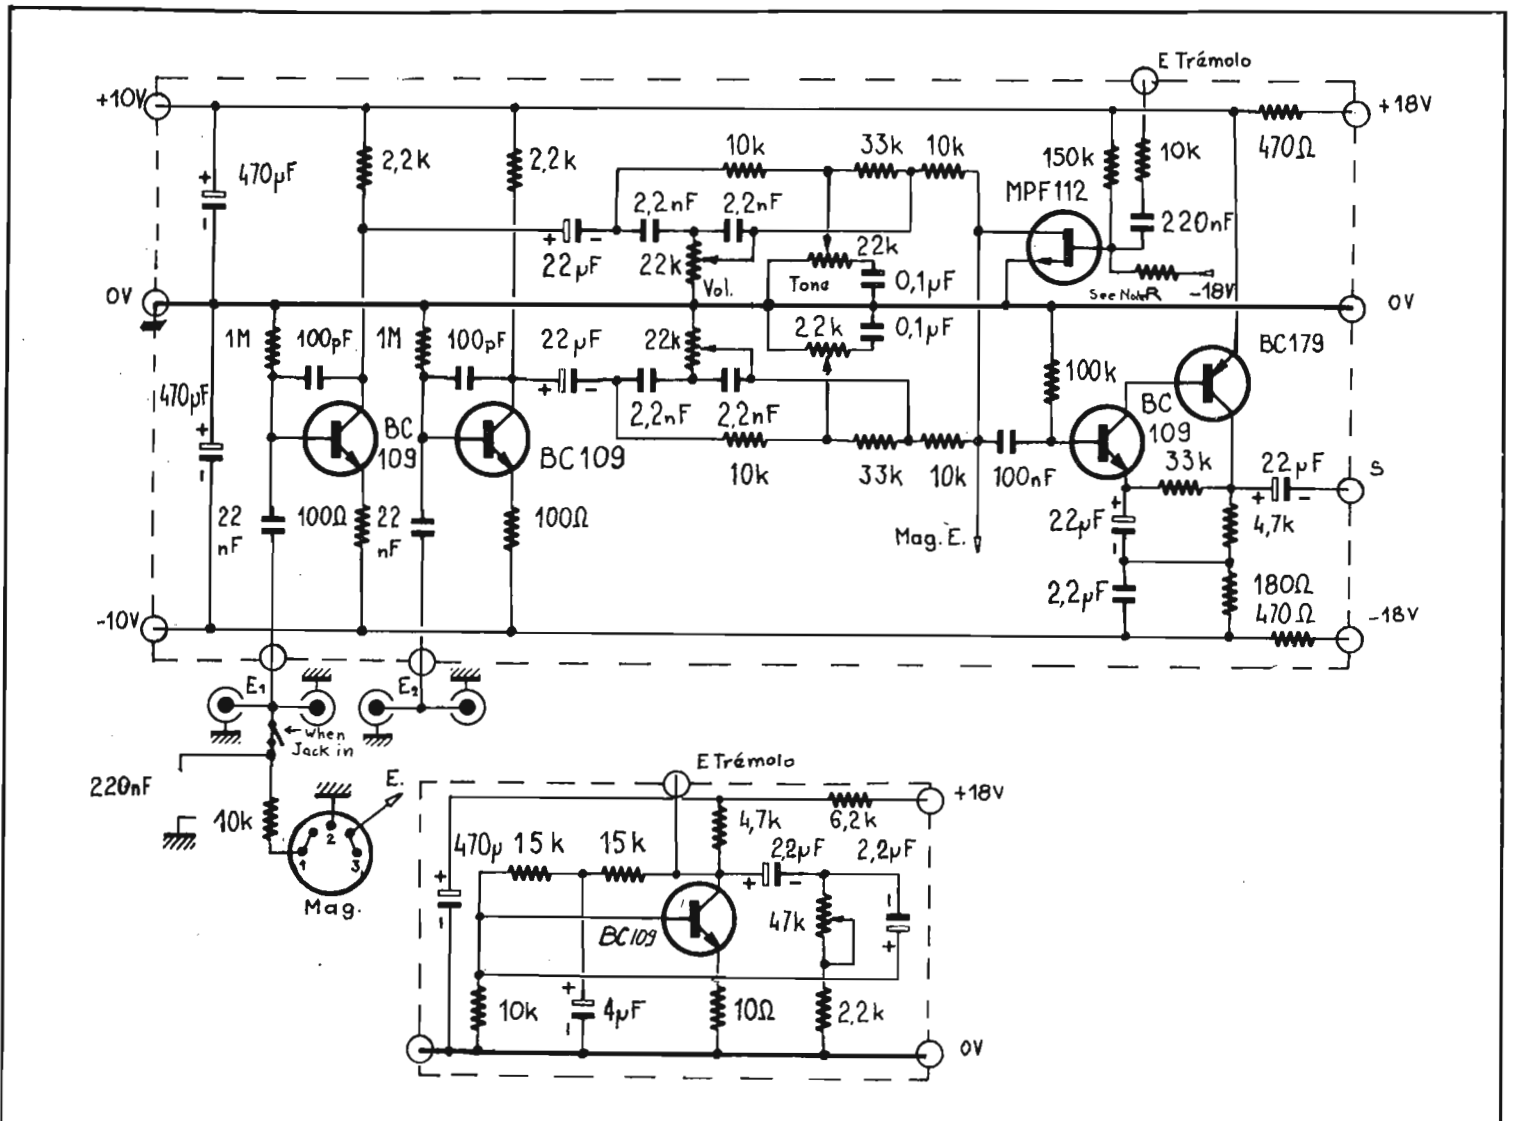 E Trémolo
+10V
+18V
470µF
2,2k
2,2k
10k
33k
10k
150k
10k
470Ω
MPF112
2,2nF
2,2nF
220nF
22µF
22k
22k
Vol.
Tone
0,1µF
See Note R
-18V
0V
0V
1M
100pF
1M
100pF
22µF
22k
22k
0,1µF
BC179
470µF
100k
BC
109
BC109
2,2nF
2,2nF
BC
109
10k
33k
10k
100nF
33k
22µF
S
22
nF
100Ω
22
nF
100Ω
Mag. E.
22µF
4,7k
2,2µF
180Ω
470Ω
-10V
-18V
E1
E2
when
Jack in
220nF
10k
E.
1
2
3
Mag.
E Trémolo
+18V
470µ
15k
15k
4,7k
6,2k
2,2µF
2,2µF
BC109
47k
10k
4µF
10Ω
2,2k
0V